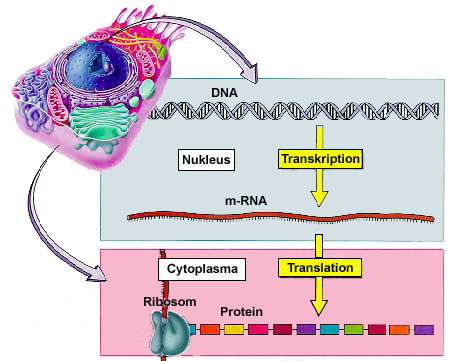 DNA
Nukleus
Transkription
m-RNA
Cytoplasma
Translation
Ribosom
Protein